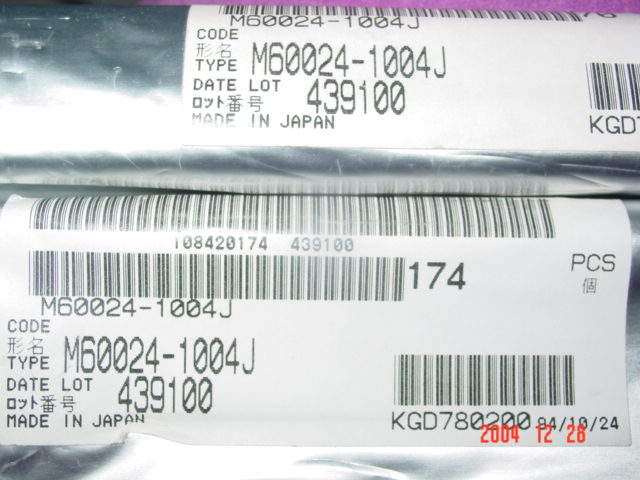 M60024-1004J
CODE
形名
TYPE M60024-1004J
DATE LOT
ロット番号 439100
MADE IN JAPAN
108420174 439100
174
PCS
個
M60024-1004J
CODE
形名
TYPE M60024-1004J
DATE LOT
ロット番号 439100
MADE IN JAPAN
KGD780200 94/10/24
2004 12 28